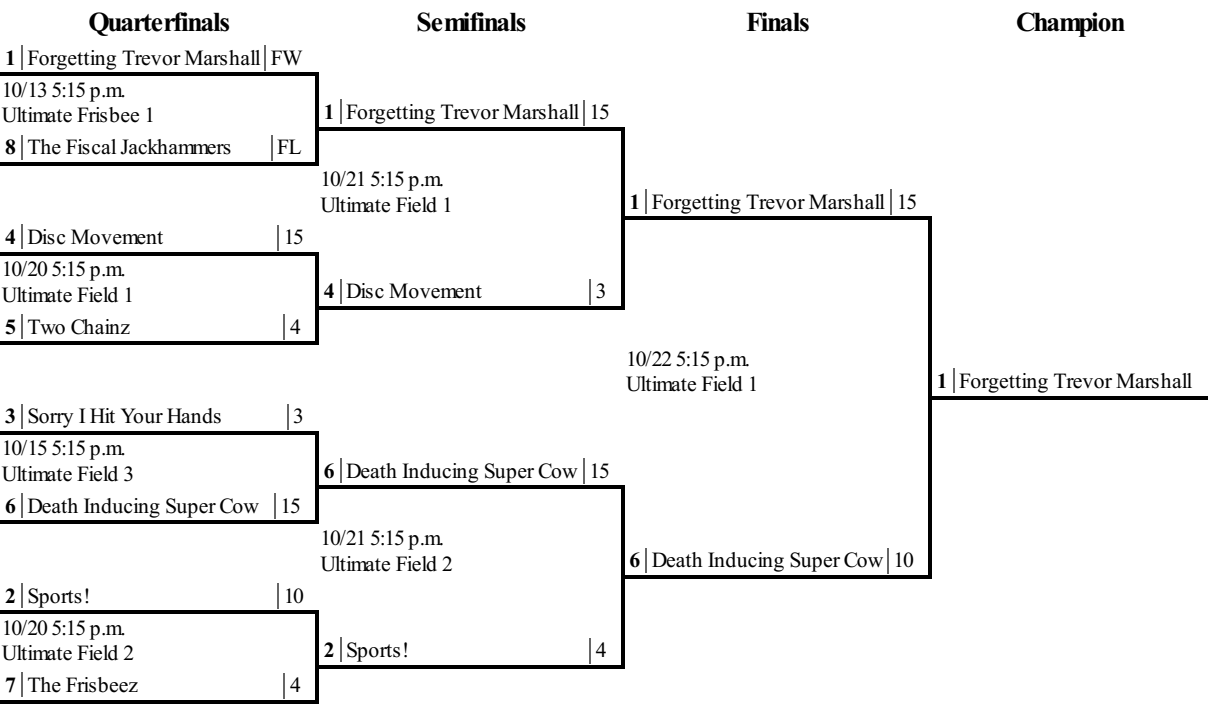 Quarterfinals Semifinals Finals Champion
1 Forgetting Trevor Marshall FW
10/13 5:15 p.m.
Ultimate Frisbee 1
8 The Fiscal Jackhammers FL
4 Disc Movement 15
10/20 5:15 p.m.
Ultimate Field 1
5 Two Chainz 4
3 Sorry I Hit Your Hands 3
10/15 5:15 p.m.
Ultimate Field 3
6 Death Inducing Super Cow 15
2 Sports! 10
10/20 5:15 p.m.
Ultimate Field 2
7 The Frisbeez 4
1 Forgetting Trevor Marshall 15
10/21 5:15 p.m.
Ultimate Field 1
4 Disc Movement 3
6 Death Inducing Super Cow 15
10/21 5:15 p.m.
Ultimate Field 2
2 Sports! 4
1 Forgetting Trevor Marshall 15
10/22 5:15 p.m.
Ultimate Field 1
6 Death Inducing Super Cow 10
1 Forgetting Trevor Marshall